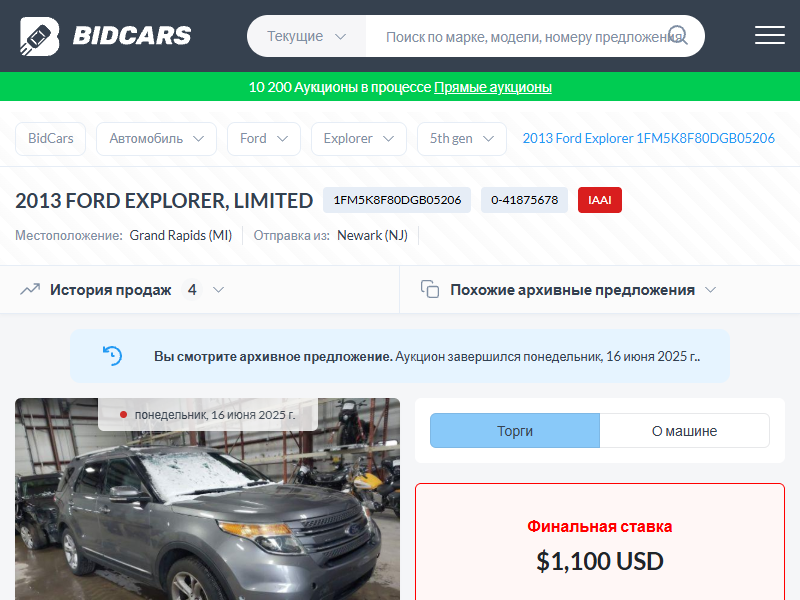 BIDCARS
Текущие
Поиск по марке, модели, номеру предложения
10 200 Аукционы в процессе Прямые аукционы
BidCars
Автомобиль
Ford
Explorer
5th gen
2013 Ford Explorer 1FM5K8F80DGB05206
2013 FORD EXPLORER, LIMITED
1FM5K8F80DGB05206
0-41875678
IAAI
Местоположение: Grand Rapids (MI)
Отправка из: Newark (NJ)
История продаж 4
Похожие архивные предложения
Вы смотрите архивное предложение. Аукцион завершился понедельник, 16 июня 2025 г..
понедельник, 16 июня 2025 г.
Торги
О машине
Финальная ставка
$1,100 USD